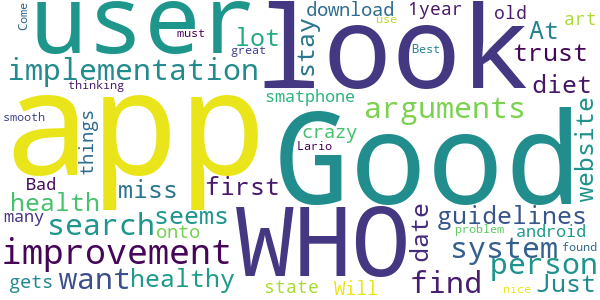 Come
user
must
great
lot
thinking
look
stay
download
use
Best
1year
old
At
art
trust
implementation
app
smooth
things
smatphone
diet
arguments
crazy
Lario
Good
website
Bad
miss
first
health
many
search
seems
onto
WHO
date
guidelines
problem
android
improvement
system
found
find
person
gets
want
healthy
state
Will
nice
Just